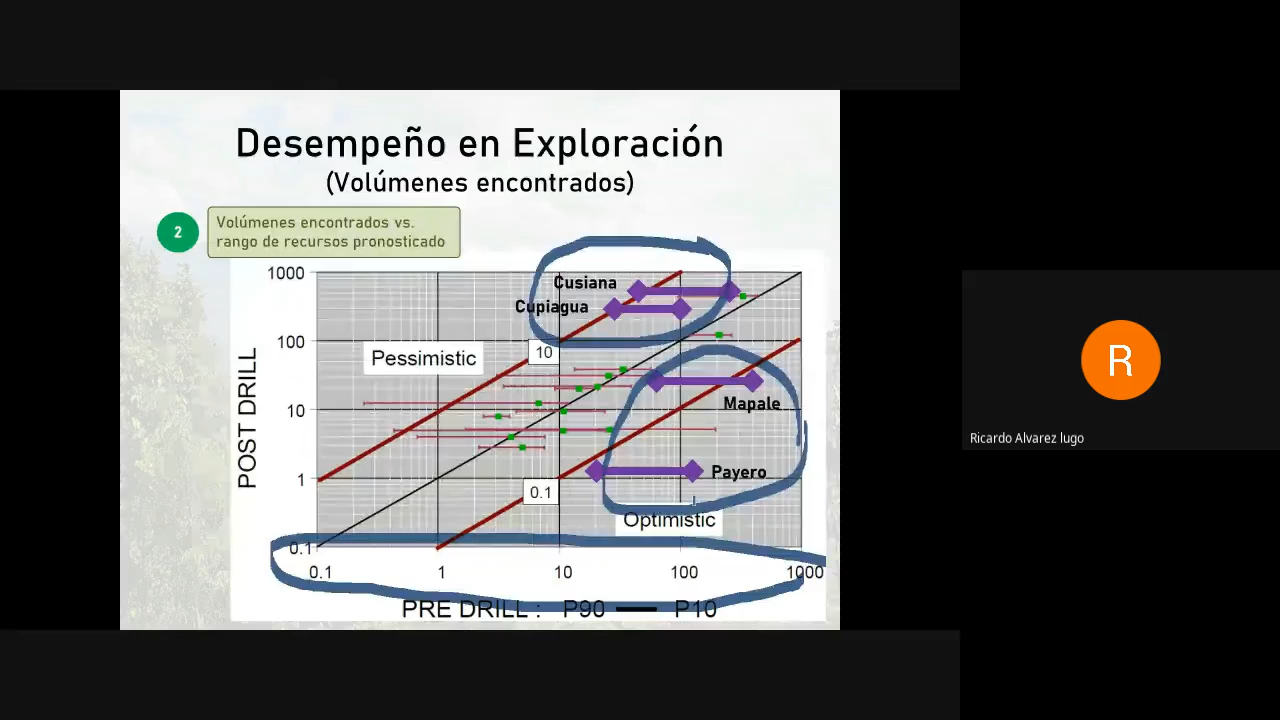 Desempeño en Exploración
(Volúmenes encontrados)
2
Volúmenes encontrados vs.
rango de recursos pronosticado
1000
Cusiana
Cupiagua
100
Pessimistic
10
10
Mapale
POST DRILL
1
Payero
0.1
Optimistic
0.1
0.1
1
10
100
1000
PRE DRILL : P90 P10
R
Ricardo Alvarez lugo